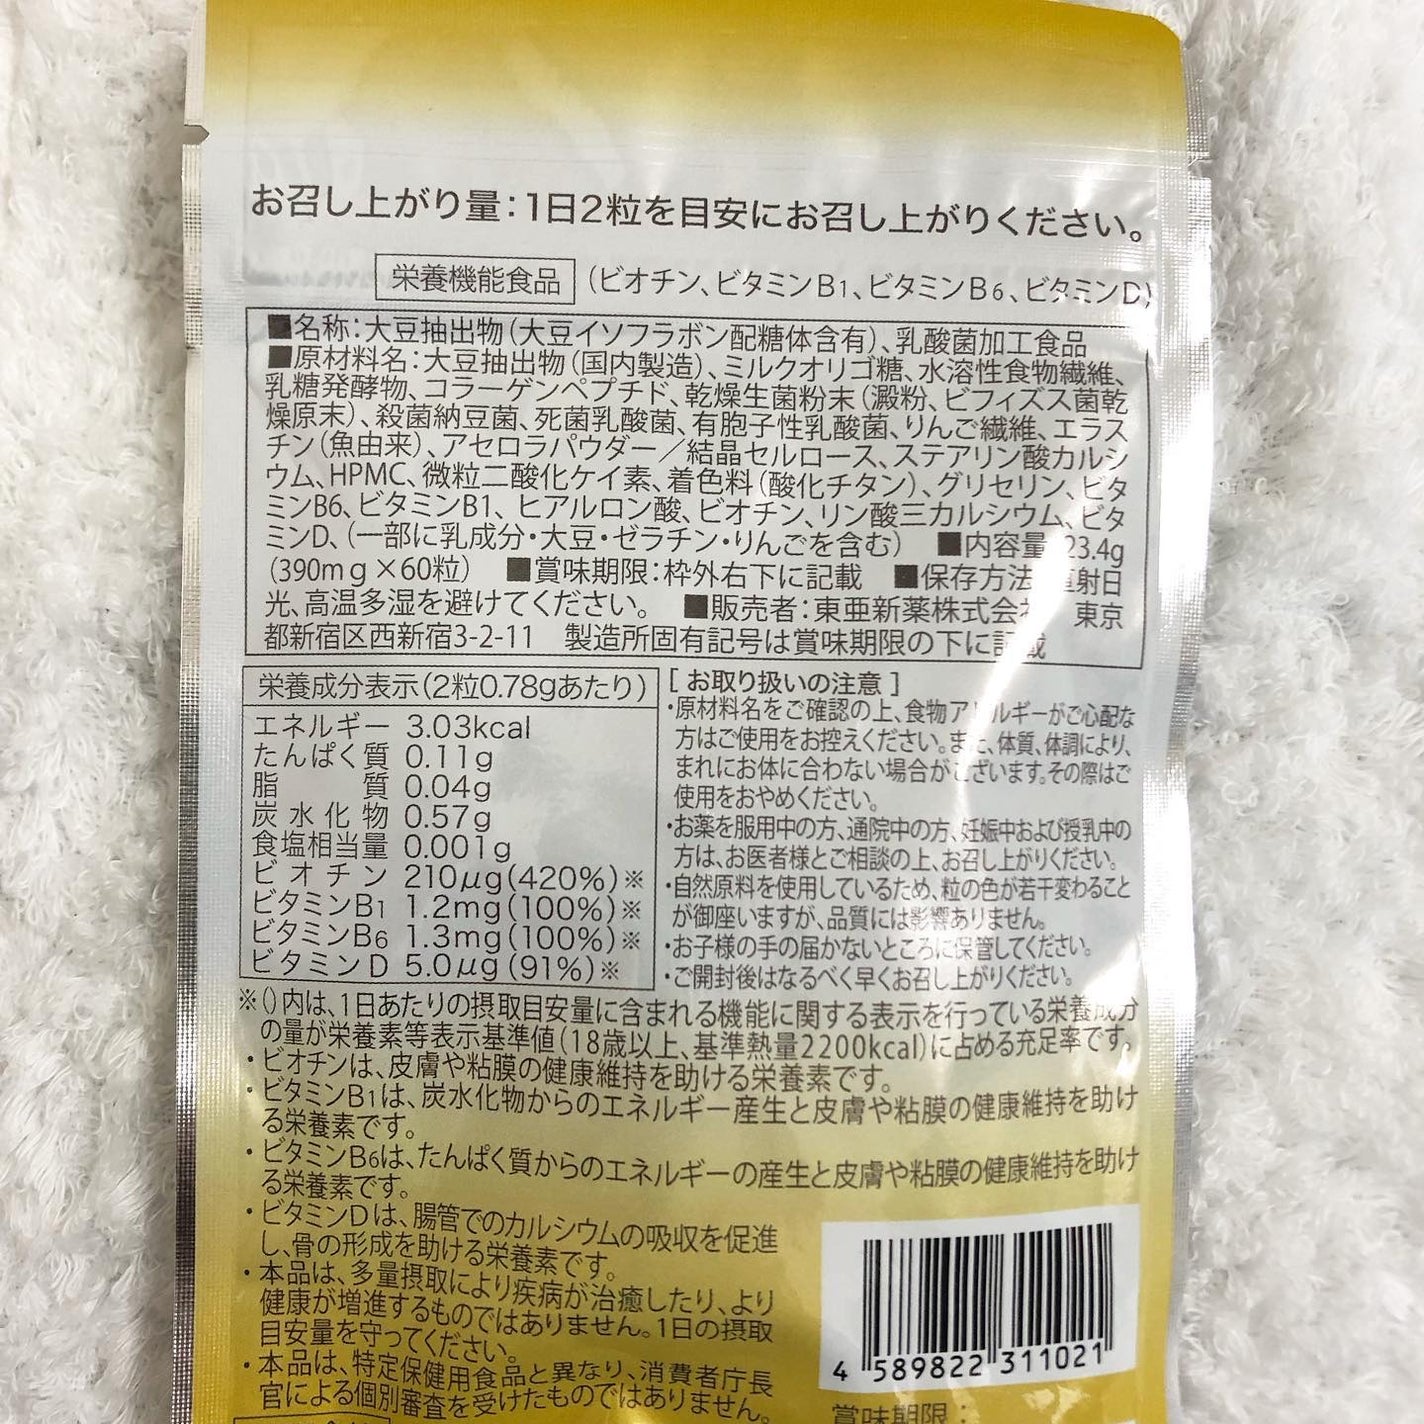 お召し上がり量：1日2粒を目安にお召し上がりください。
栄養機能食品 （ビオチン、ビタミンB1、ビタミンB6、ビタミンD）
■名称：大豆抽出物（大豆イソフラボン配糖体含有）、乳酸菌加工食品
■原材料名：大豆抽出物（国内製造）、ミルクオリゴ糖、水溶性食物繊維、
乳糖発酵物、コラーゲンペプチド、乾燥生菌粉末（澱粉、ビフィズス菌乾
燥原末）、殺菌納豆菌、死菌乳酸菌、有胞子性乳酸菌、りんご繊維、エラス
チン（魚由来）、アセロラパウダー／結晶セルロース、ステアリン酸カルシ
ウム、HPMC、微粒二酸化ケイ素、着色料（酸化チタン）、グリセリン、ビタ
ミンB6、ビタミンB1、ヒアルロン酸、ビオチン、リン酸三カルシウム、ビタ
ミンD、（一部に乳成分・大豆・ゼラチン・りんごを含む） ■内容量 23.4g
（390mg×60粒） ■賞味期限：枠外右下に記載 ■保存方法 直射日
光、高温多湿を避けてください。 ■販売者：東亜新薬株式会社 東京
都新宿区西新宿3-2-11 製造所固有記号は賞味期限の下に記載
栄養成分表示（2粒0.78gあたり）
エネルギー 3.03kcal
たんぱく質 0.11g
脂質 0.04g
炭水化物 0.57g
食塩相当量 0.001g
ビオチン 210μg（420%）※
ビタミンB1 1.2mg（100%）※
ビタミンB6 1.3mg（100%）※
ビタミンD 5.0μg（91%）※
［お取り扱いの注意］
・原材料名をご確認の上、食物アレルギーがご心配な
方はご使用をお控えください。また、体質、体調により、
まれにお体に合わない場合がございます。その際はご
使用をおやめください。
・お薬を服用中の方、通院中の方、妊娠中および授乳中の
方は、お医者様とご相談の上、お召し上がりください。
・自然原料を使用しているため、粒の色が若干変わること
が御座いますが、品質には影響ありません。
・お子様の手の届かないところに保管してください。
・ご開封後はなるべく早くお召し上がりください。
※（）内は、1日あたりの摂取目安量に含まれる機能に関する表示を行っている栄養成分
の量が栄養素等表示基準値（18歳以上、基準熱量2200kcal）に占める充足率です。
・ビオチンは、皮膚や粘膜の健康維持を助ける栄養素です。
・ビタミンB1は、炭水化物からのエネルギー産生と皮膚や粘膜の健康維持を助け
る栄養素です。
・ビタミンB6は、たんぱく質からのエネルギーの産生と皮膚や粘膜の健康維持を助け
る栄養素です。
・ビタミンDは、腸管でのカルシウムの吸収を促進
し、骨の形成を助ける栄養素です。
・本品は、多量摂取により疾病が治癒したり、より
健康が増進するものではありません。1日の摂取
目安量を守ってください。
・本品は、特定保健用食品と異なり、消費者庁長
官による個別審査を受けたものではありません。
4 589822 311021
賞味期限：